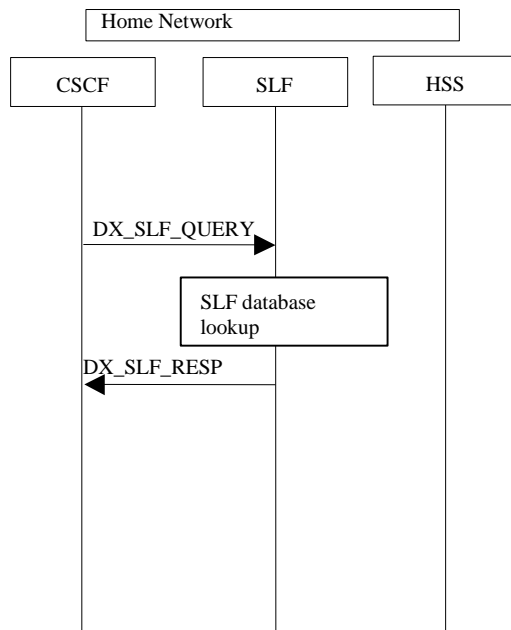 Home Network
CSCF
SLF
HSS
DX_SLF_QUERY
SLF database
lookup
DX_SLF_RESP